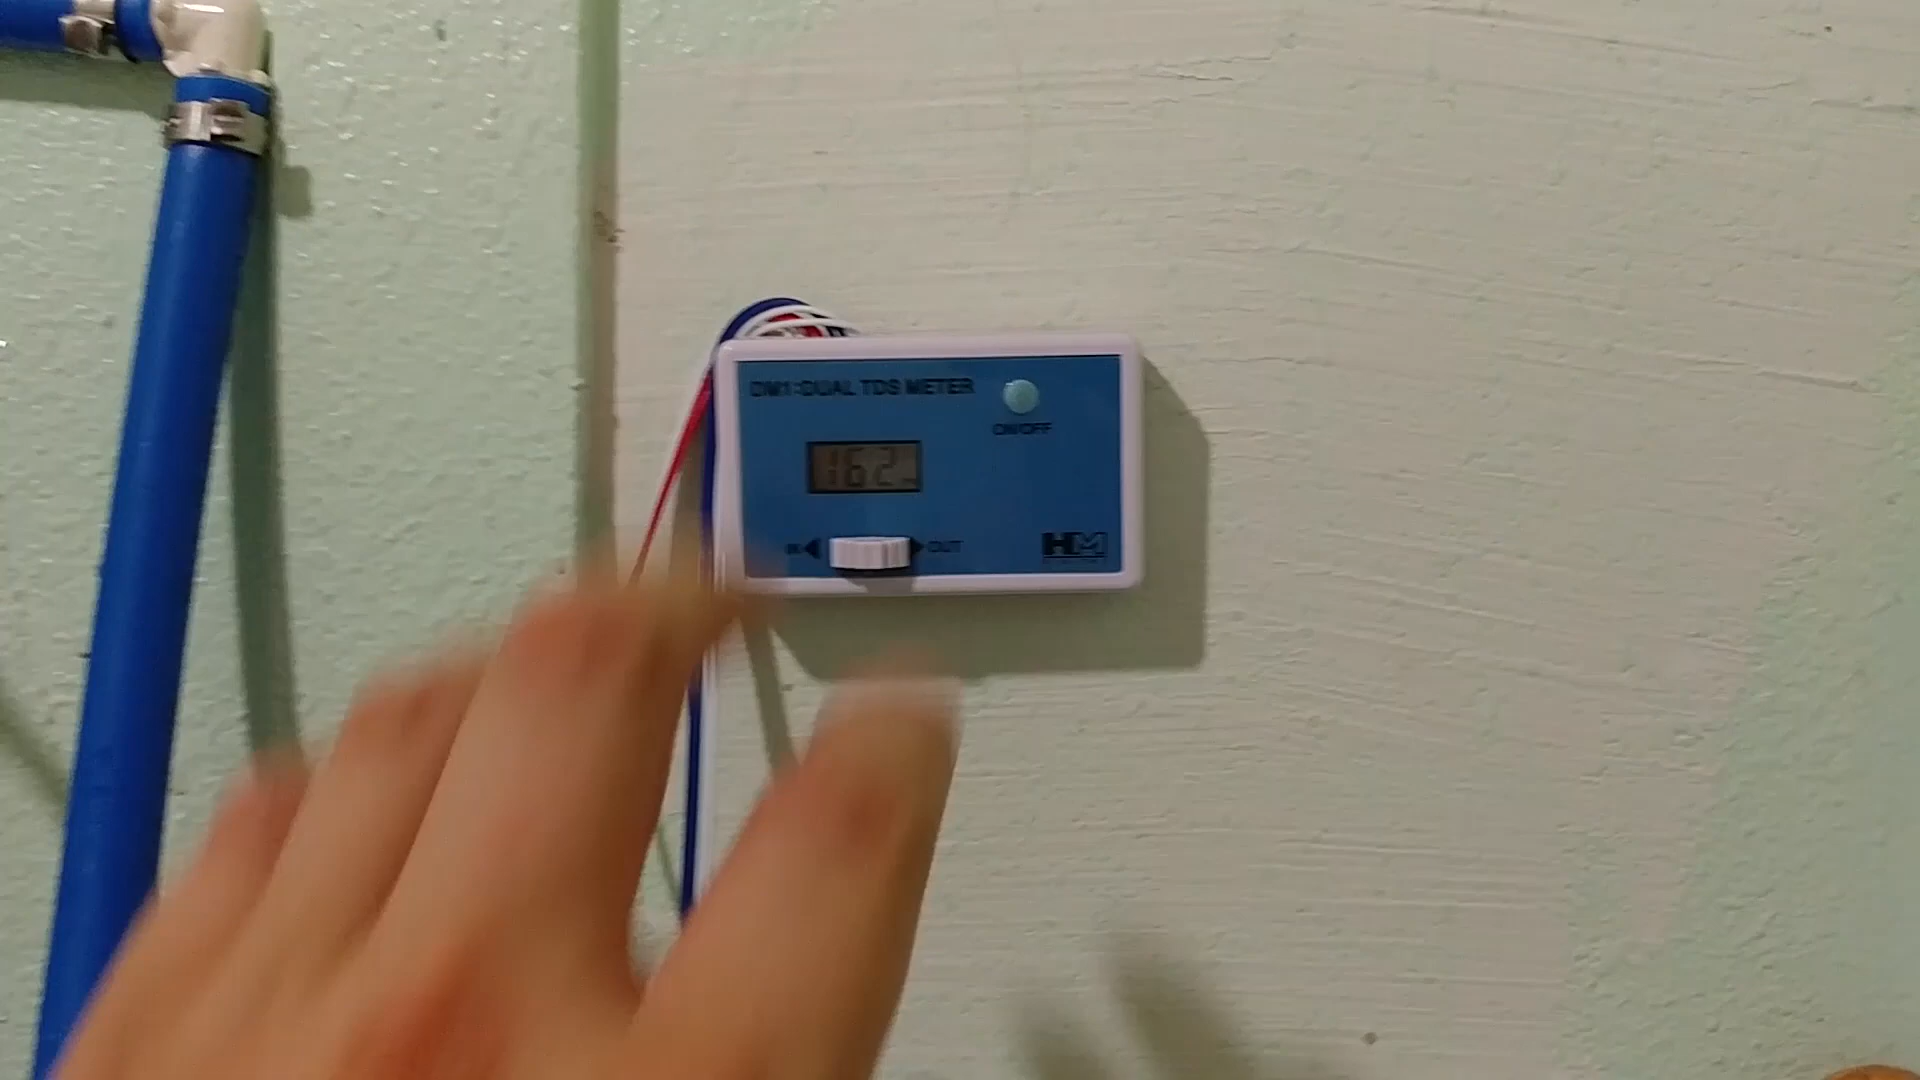 DM1:DUAL TDS METER
ON/OFF
162
IN OUT
HM